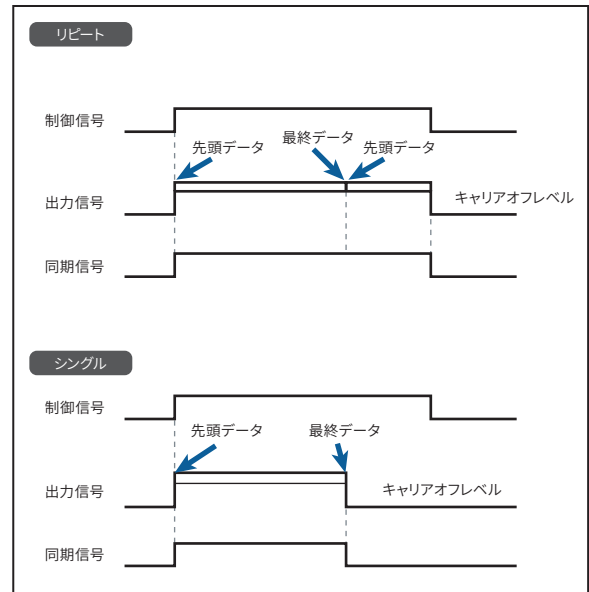 リピート
制御信号
先頭データ
最終データ
先頭データ
出力信号
キャリアオフレベル
同期信号
シングル
制御信号
先頭データ
最終データ
出力信号
キャリアオフレベル
同期信号